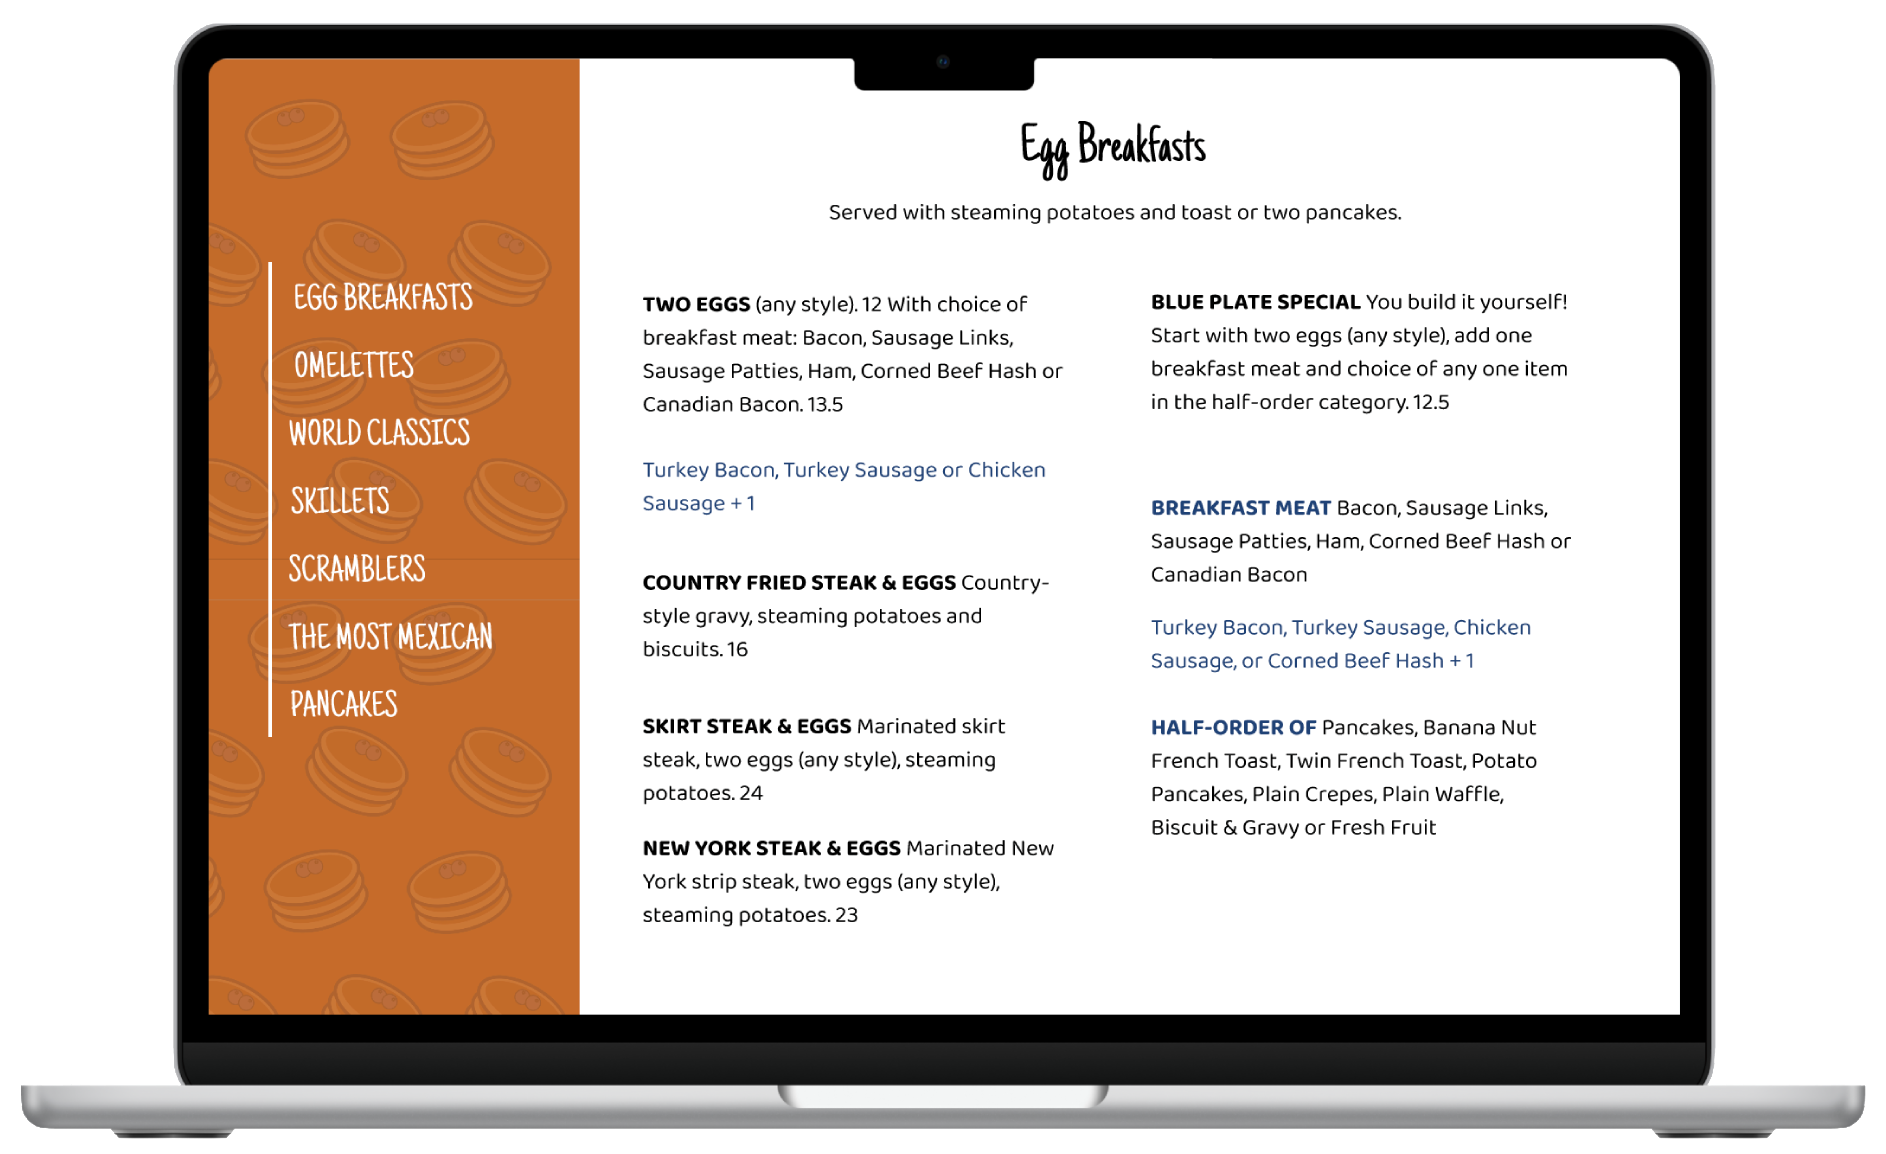 EGG BREAKFASTS
OMELETTES
WORLD CLASSICS
SKILLETS
SCRAMBLERS
THE MOST MEXICAN
PANCAKES
Egg Breakfasts
Served with steaming potatoes and toast or two pancakes.
TWO EGGS (any style). 12 With choice of
breakfast meat: Bacon, Sausage Links,
Sausage Patties, Ham, Corned Beef Hash or
Canadian Bacon. 13.5
Turkey Bacon, Turkey Sausage or Chicken
Sausage + 1
COUNTRY FRIED STEAK & EGGS Country-
style gravy, steaming potatoes and
biscuits. 16
SKIRT STEAK & EGGS Marinated skirt
steak, two eggs (any style), steaming
potatoes. 24
NEW YORK STEAK & EGGS Marinated New
York strip steak, two eggs (any style),
steaming potatoes. 23
BLUE PLATE SPECIAL You build it yourself!
Start with two eggs (any style), add one
breakfast meat and choice of any one item
in the half-order category. 12.5
BREAKFAST MEAT Bacon, Sausage Links,
Sausage Patties, Ham, Corned Beef Hash or
Canadian Bacon
Turkey Bacon, Turkey Sausage, Chicken
Sausage, or Corned Beef Hash + 1
HALF-ORDER OF Pancakes, Banana Nut
French Toast, Twin French Toast, Potato
Pancakes, Plain Crepes, Plain Waffle,
Biscuit & Gravy or Fresh Fruit